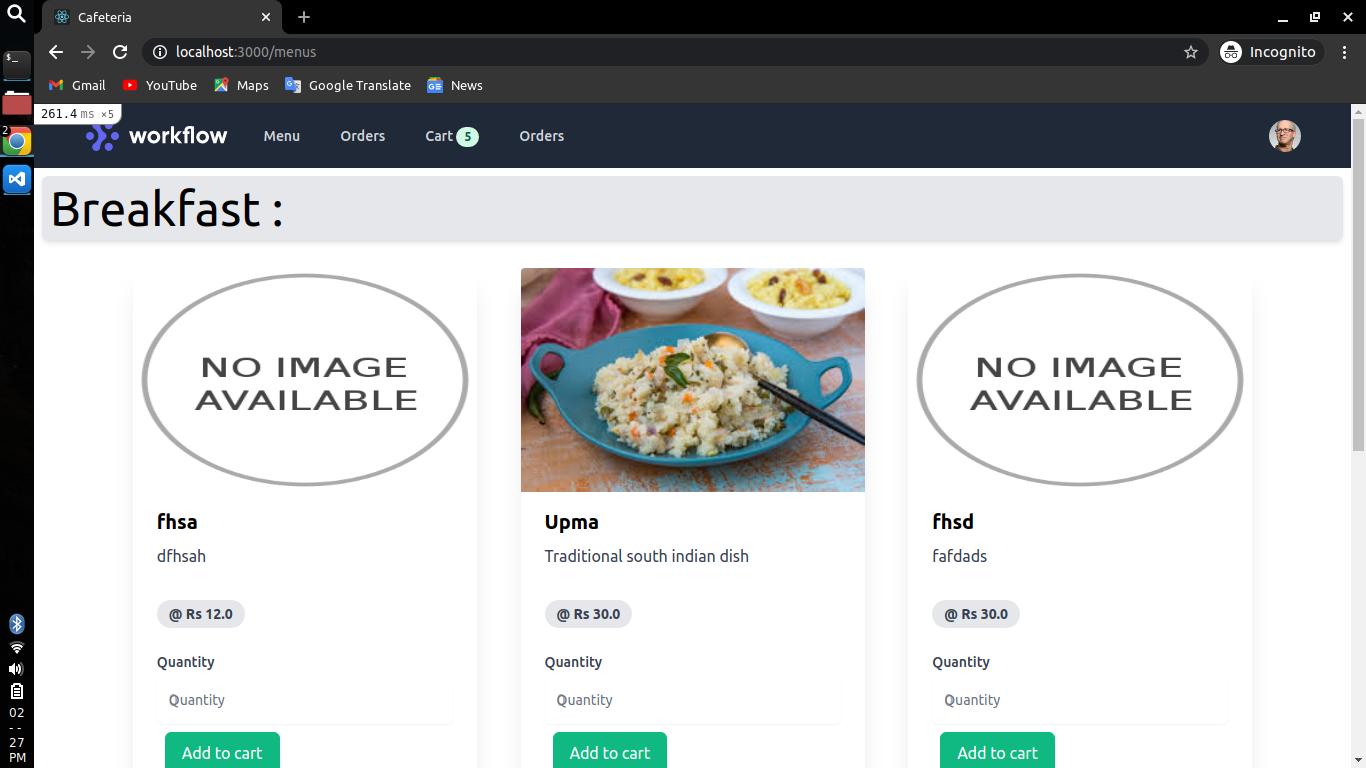 Cafeteria
localhost:3000/menus
Incognito
Gmail YouTube Maps Google Translate News
261.4 ms ×5
workflow Menu Orders Cart 5 Orders
Breakfast :
NO IMAGE
AVAILABLE
NO IMAGE
AVAILABLE
fhsa
dfhsah
@ Rs 12.0
Quantity
Quantity
Add to cart
Upma
Traditional south indian dish
@ Rs 30.0
Quantity
Quantity
Add to cart
fhsd
fafdads
@ Rs 30.0
Quantity
Quantity
Add to cart
$_
2
02
--
27
PM